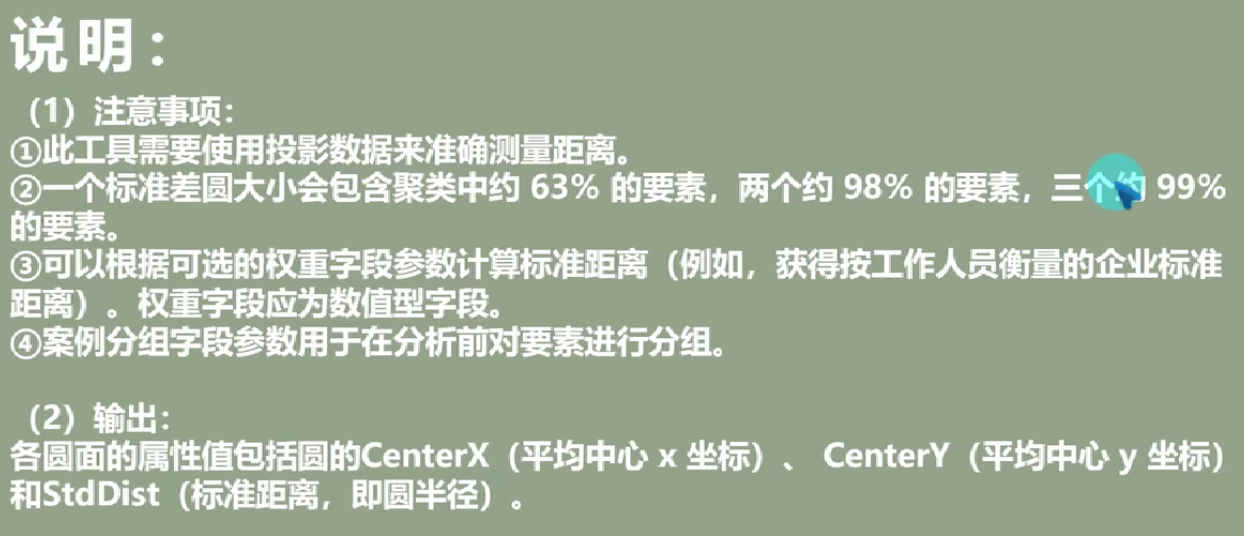 说明：
（1）注意事项：
①此工具需要使用投影数据来准确测量距离。
②一个标准差圆大小会包含聚类中约 63% 的要素，两个约 98% 的要素，三个约 99%
的要素。
③可以根据可选的权重字段参数计算标准距离（例如，获得按工作人员衡量的企业标准
距离）。权重字段应为数值型字段。
④案例分组字段参数用于在分析前对要素进行分组。
（2）输出：
各圆面的属性值包括圆的CenterX（平均中心 x 坐标）、 CenterY（平均中心 y 坐标）
和StdDist（标准距离，即圆半径）。